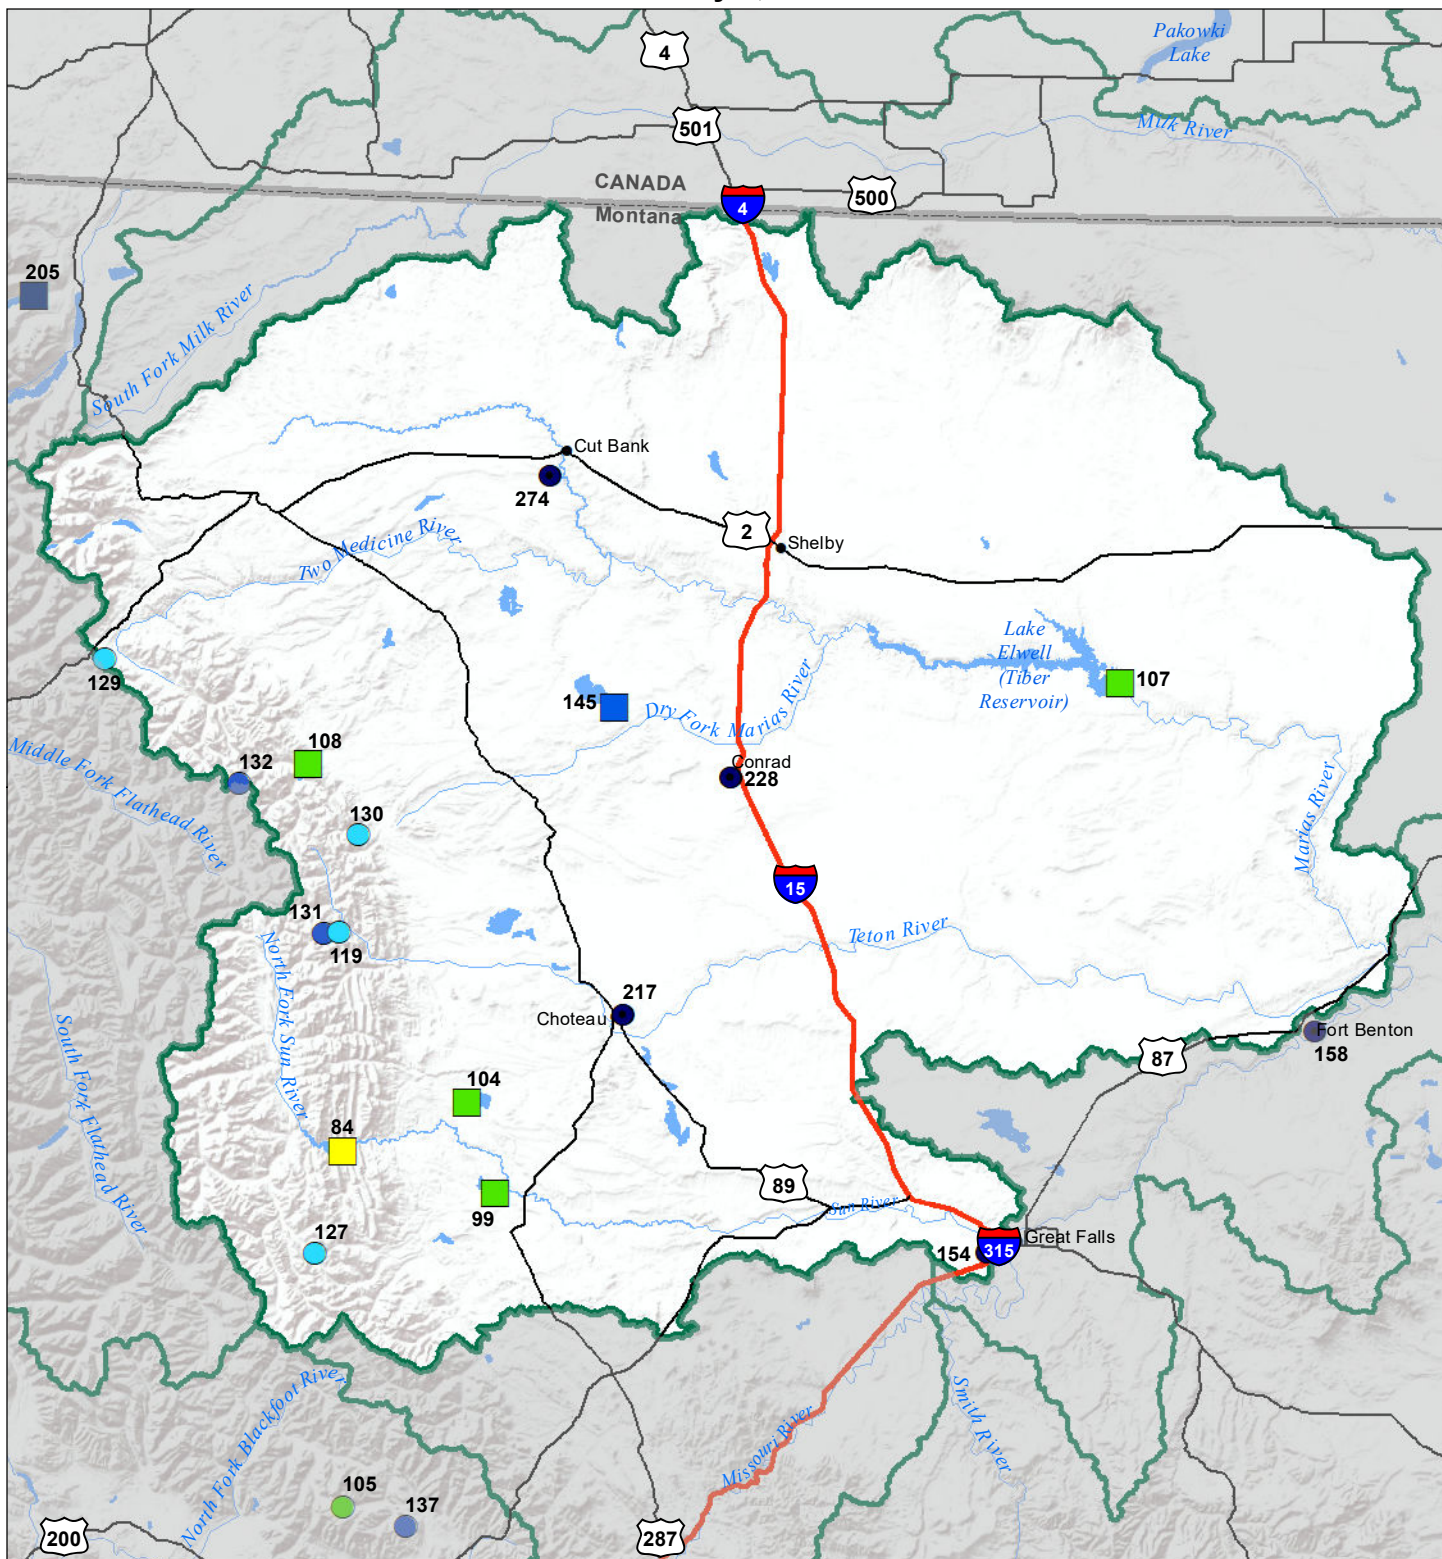 4
Pakowki
Lake
501
Milk River
CANADA
Montana
4
500
205
South Fork Milk River
Cut Bank
274
2
Shelby
Two Medicine River
Lake
Elwell
(Tiber
Reservoir)
107
129
145
Dry Fork Marias River
108
132
Middle Fork Flathead River
Conrad
228
130
Marias River
15
131
119
North Fork Sun River
Teton River
217
Choteau
South Fork Flathead River
Fort Benton
158
87
104
84
99
89
Sun River
127
154
315
Great Falls
North Fork Blackfoot River
Missouri River
Smith River
105
137
200
287